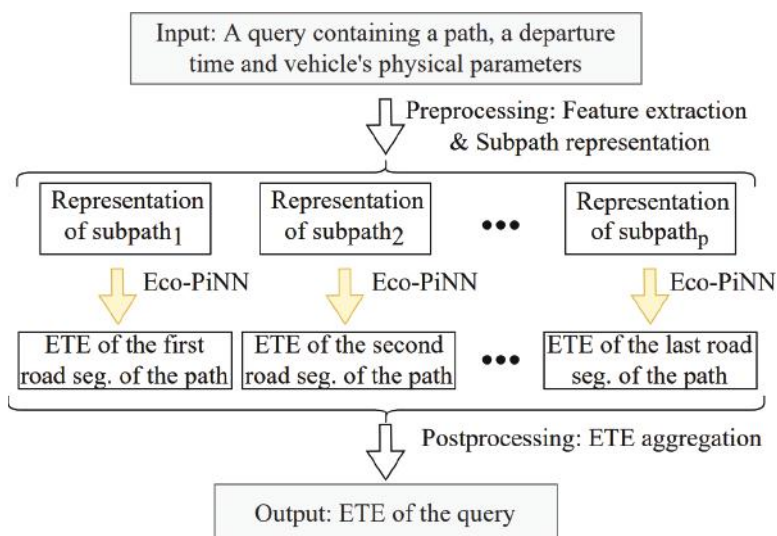 Input: A query containing a path, a departure
time and vehicle's physical parameters
Preprocessing: Feature extraction
& Subpath representation
Representation
of subpath1
Representation
of subpath2
Representation
of subpathp
Eco-PiNN
Eco-PiNN
Eco-PiNN
ETE of the first
road seg. of the path
ETE of the second
road seg. of the path
ETE of the last road
seg. of the path
Postprocessing: ETE aggregation
Output: ETE of the query